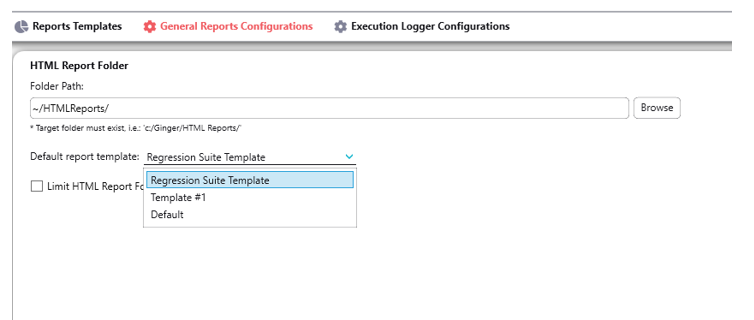 Reports Templates General Reports Configurations Execution Logger Configurations
HTML Report Folder
Folder Path:
~/HTMLReports/ Browse
* Target folder must exist, i.e.: 'c:/Ginger/HTML Reports/'
Default report template: Regression Suite Template
Regression Suite Template
Limit HTML Report
Template #1
Default